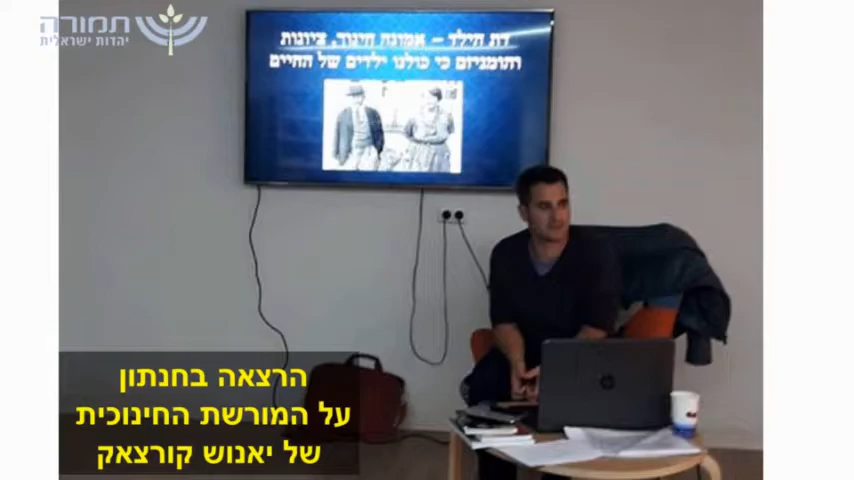 תמורה
יהדות ישראלית
דת הילד – אמונה חינוך, ציונות
והומניזם כי כולנו ילדים של החיים
הרצאה בחנתון
על המורשת החינוכית
של יאנוש קורצאק